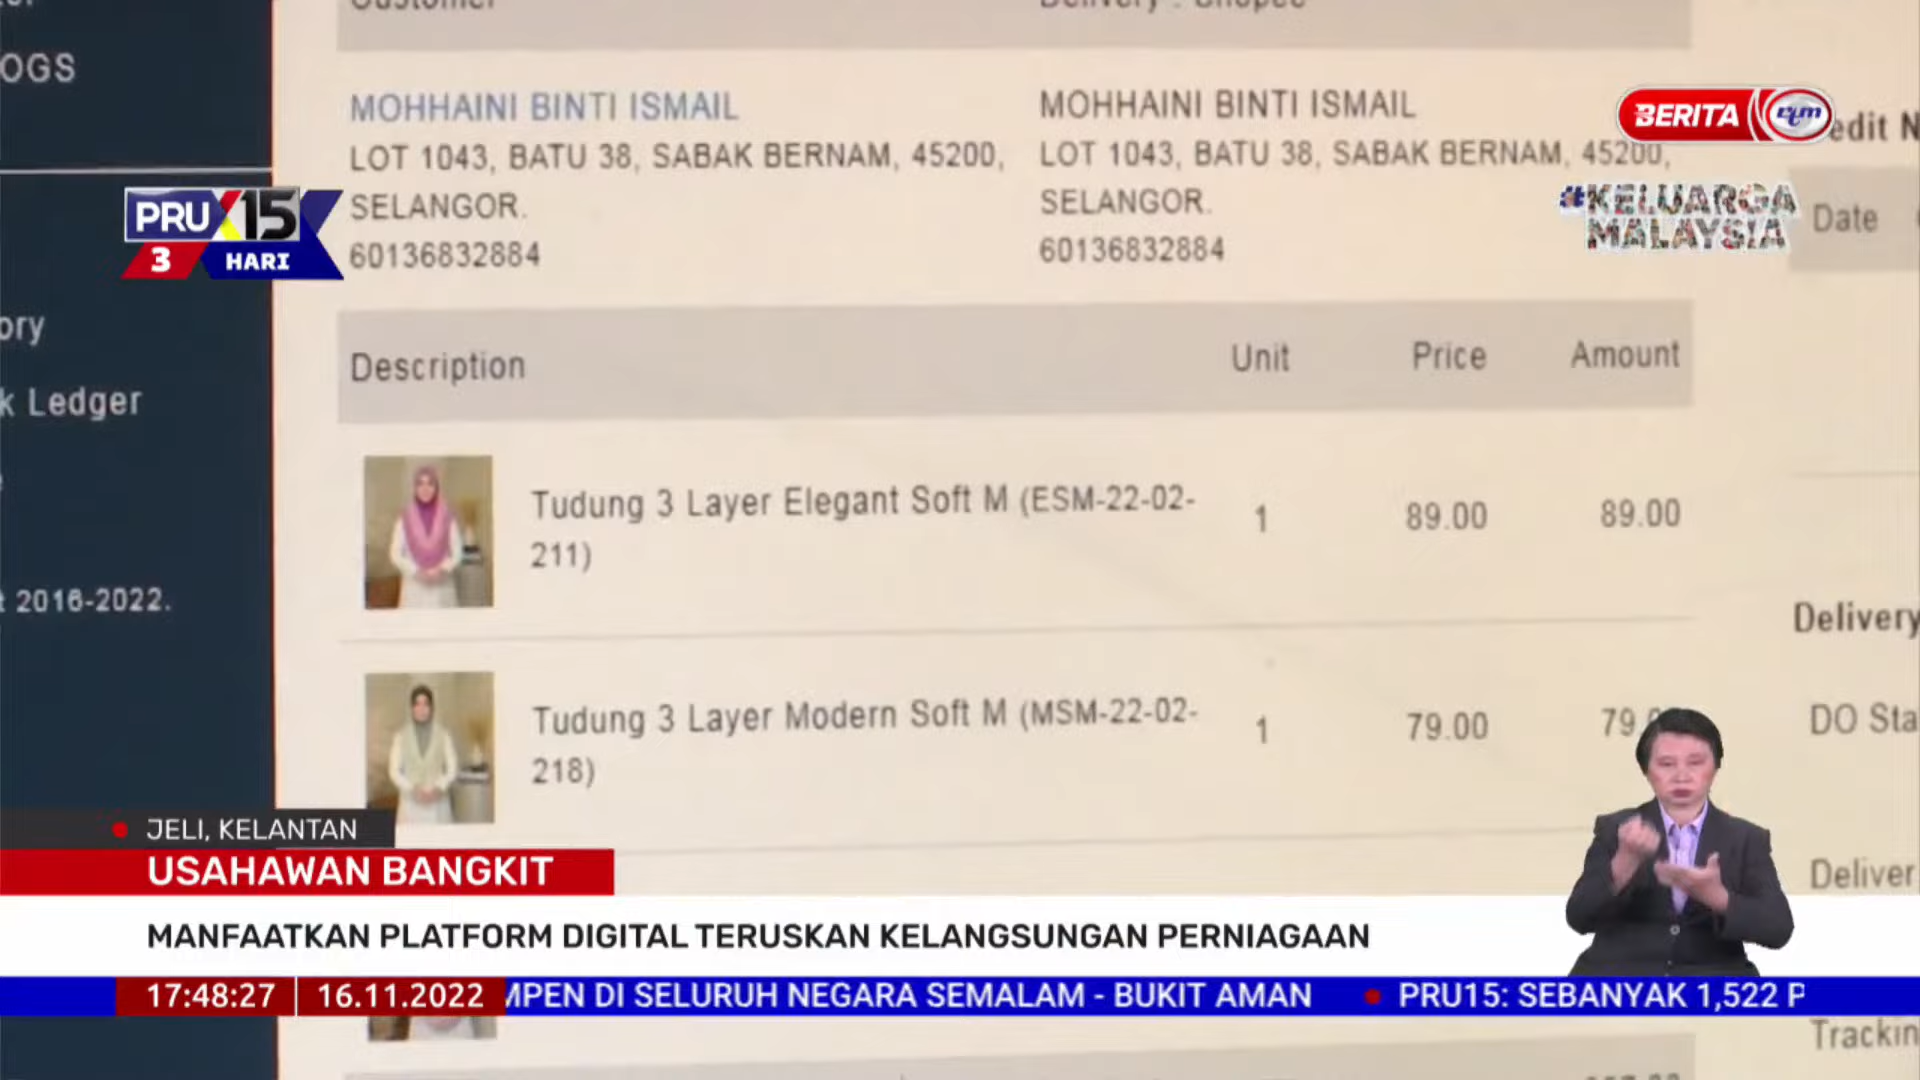 Customer
Delivery : Shopee
OGS
MOHHAINI BINTI ISMAIL
LOT 1043, BATU 38, SABAK BERNAM, 45200,
SELANGOR.
60136832884
MOHHAINI BINTI ISMAIL
LOT 1043, BATU 38, SABAK BERNAM, 45200,
SELANGOR.
60136832884
BERITA rtm
edit N
#KELUARGA
MALAYSIA
Date
PRU 15
3 HARI
ory
k Ledger
t 2016-2022.
Description Unit Price Amount
Tudung 3 Layer Elegant Soft M (ESM-22-02-
211)
1 89.00 89.00
Delivery
Tudung 3 Layer Modern Soft M (MSM-22-02-
218)
1 79.00 79.
DO Sta
Deliver
Trackin
JELI, KELANTAN
USAHAWAN BANGKIT
MANFAATKAN PLATFORM DIGITAL TERUSKAN KELANGSUNGAN PERNIAGAAN
17:48:27 16.11.2022 MPEN DI SELURUH NEGARA SEMALAM - BUKIT AMAN • PRU15: SEBANYAK 1,522 P